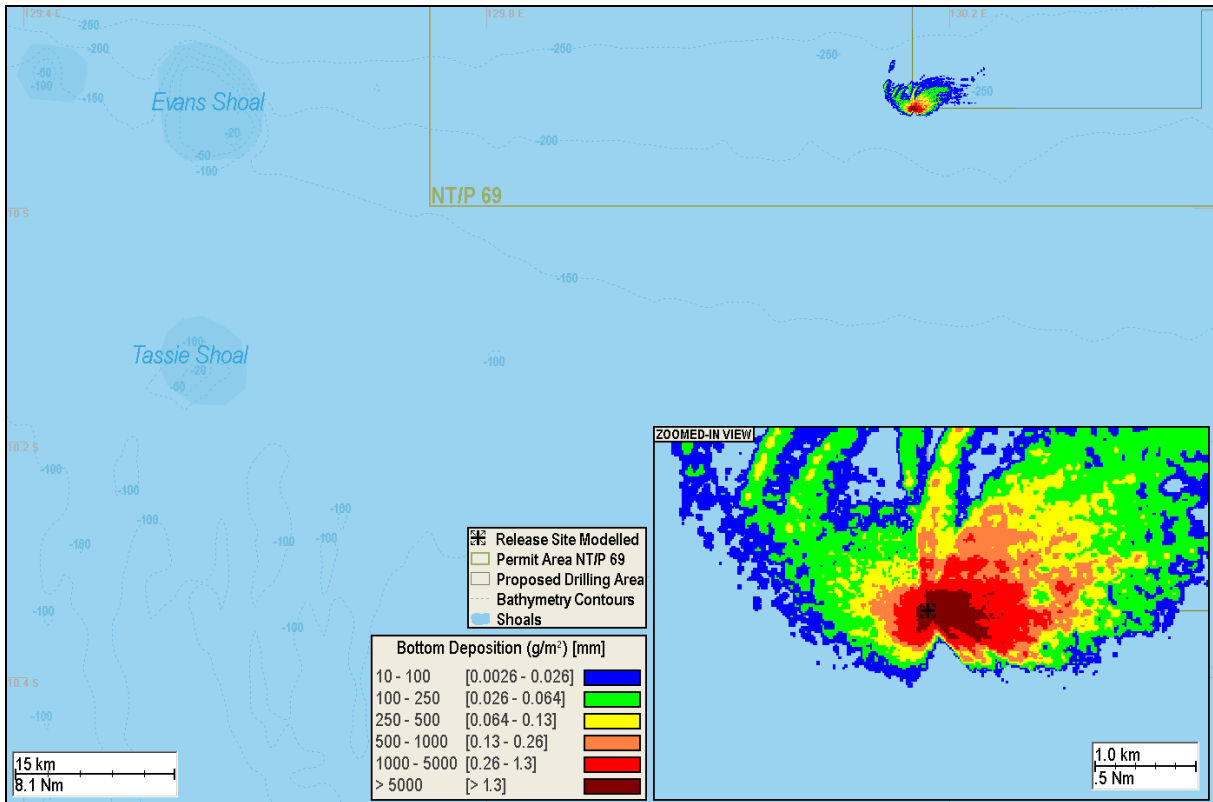 129.4 E
129.8 E
130.2 E
-250
-200
-250
-250
-50
-100
-150
Evans Shoal
-250
-20
-200
-50
-100
NT/P 69
10 S
-150
-100
Tassie Shoal
-20
-50
-100
10.2 S
ZOOMED-IN VIEW
-100
-100
-100
-100
-100
-100
Release Site Modelled
Permit Area NT/P 69
Proposed Drilling Area
Bathymetry Contours
Shoals
-100
-100
Bottom Deposition (g/m²) [mm]
10 - 100 [0.0026 - 0.026]
100 - 250 [0.026 - 0.064]
250 - 500 [0.064 - 0.13]
500 - 1000 [0.13 - 0.26]
1000 - 5000 [0.26 - 1.3]
> 5000 [> 1.3]
10.4 S
-100
15 km
8.1 Nm
1.0 km
.5 Nm